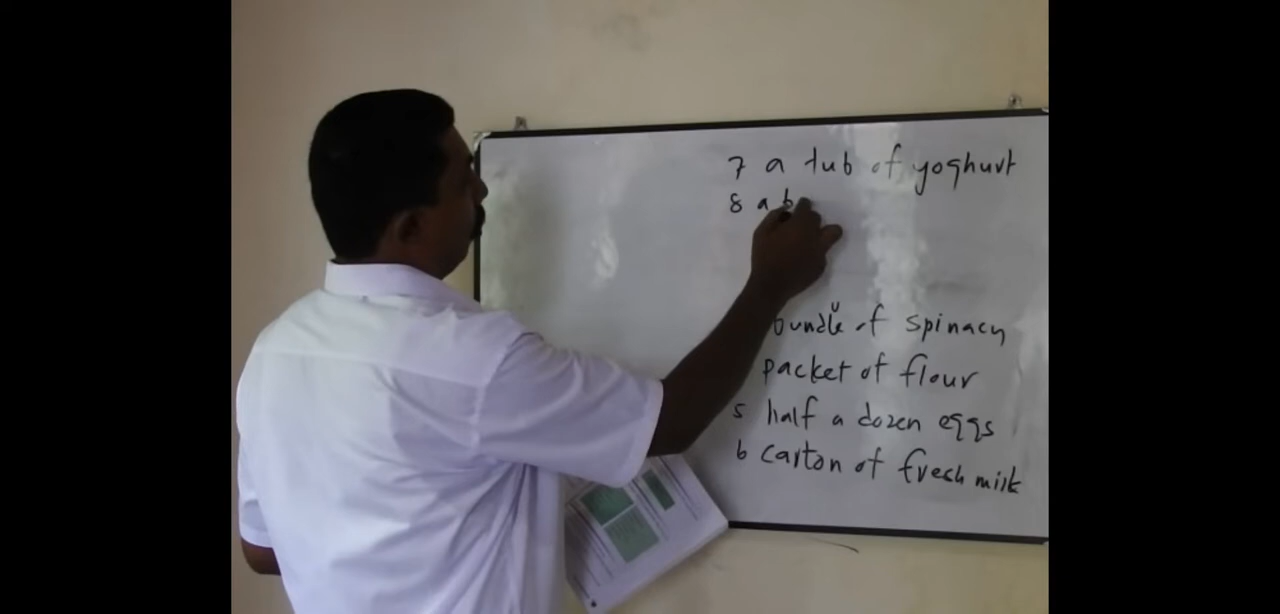 7 a tub of yoghurt
8 a b
bundle of spinacy
packet of flour
5 half a dozen eggs
6 carton of fresh milk